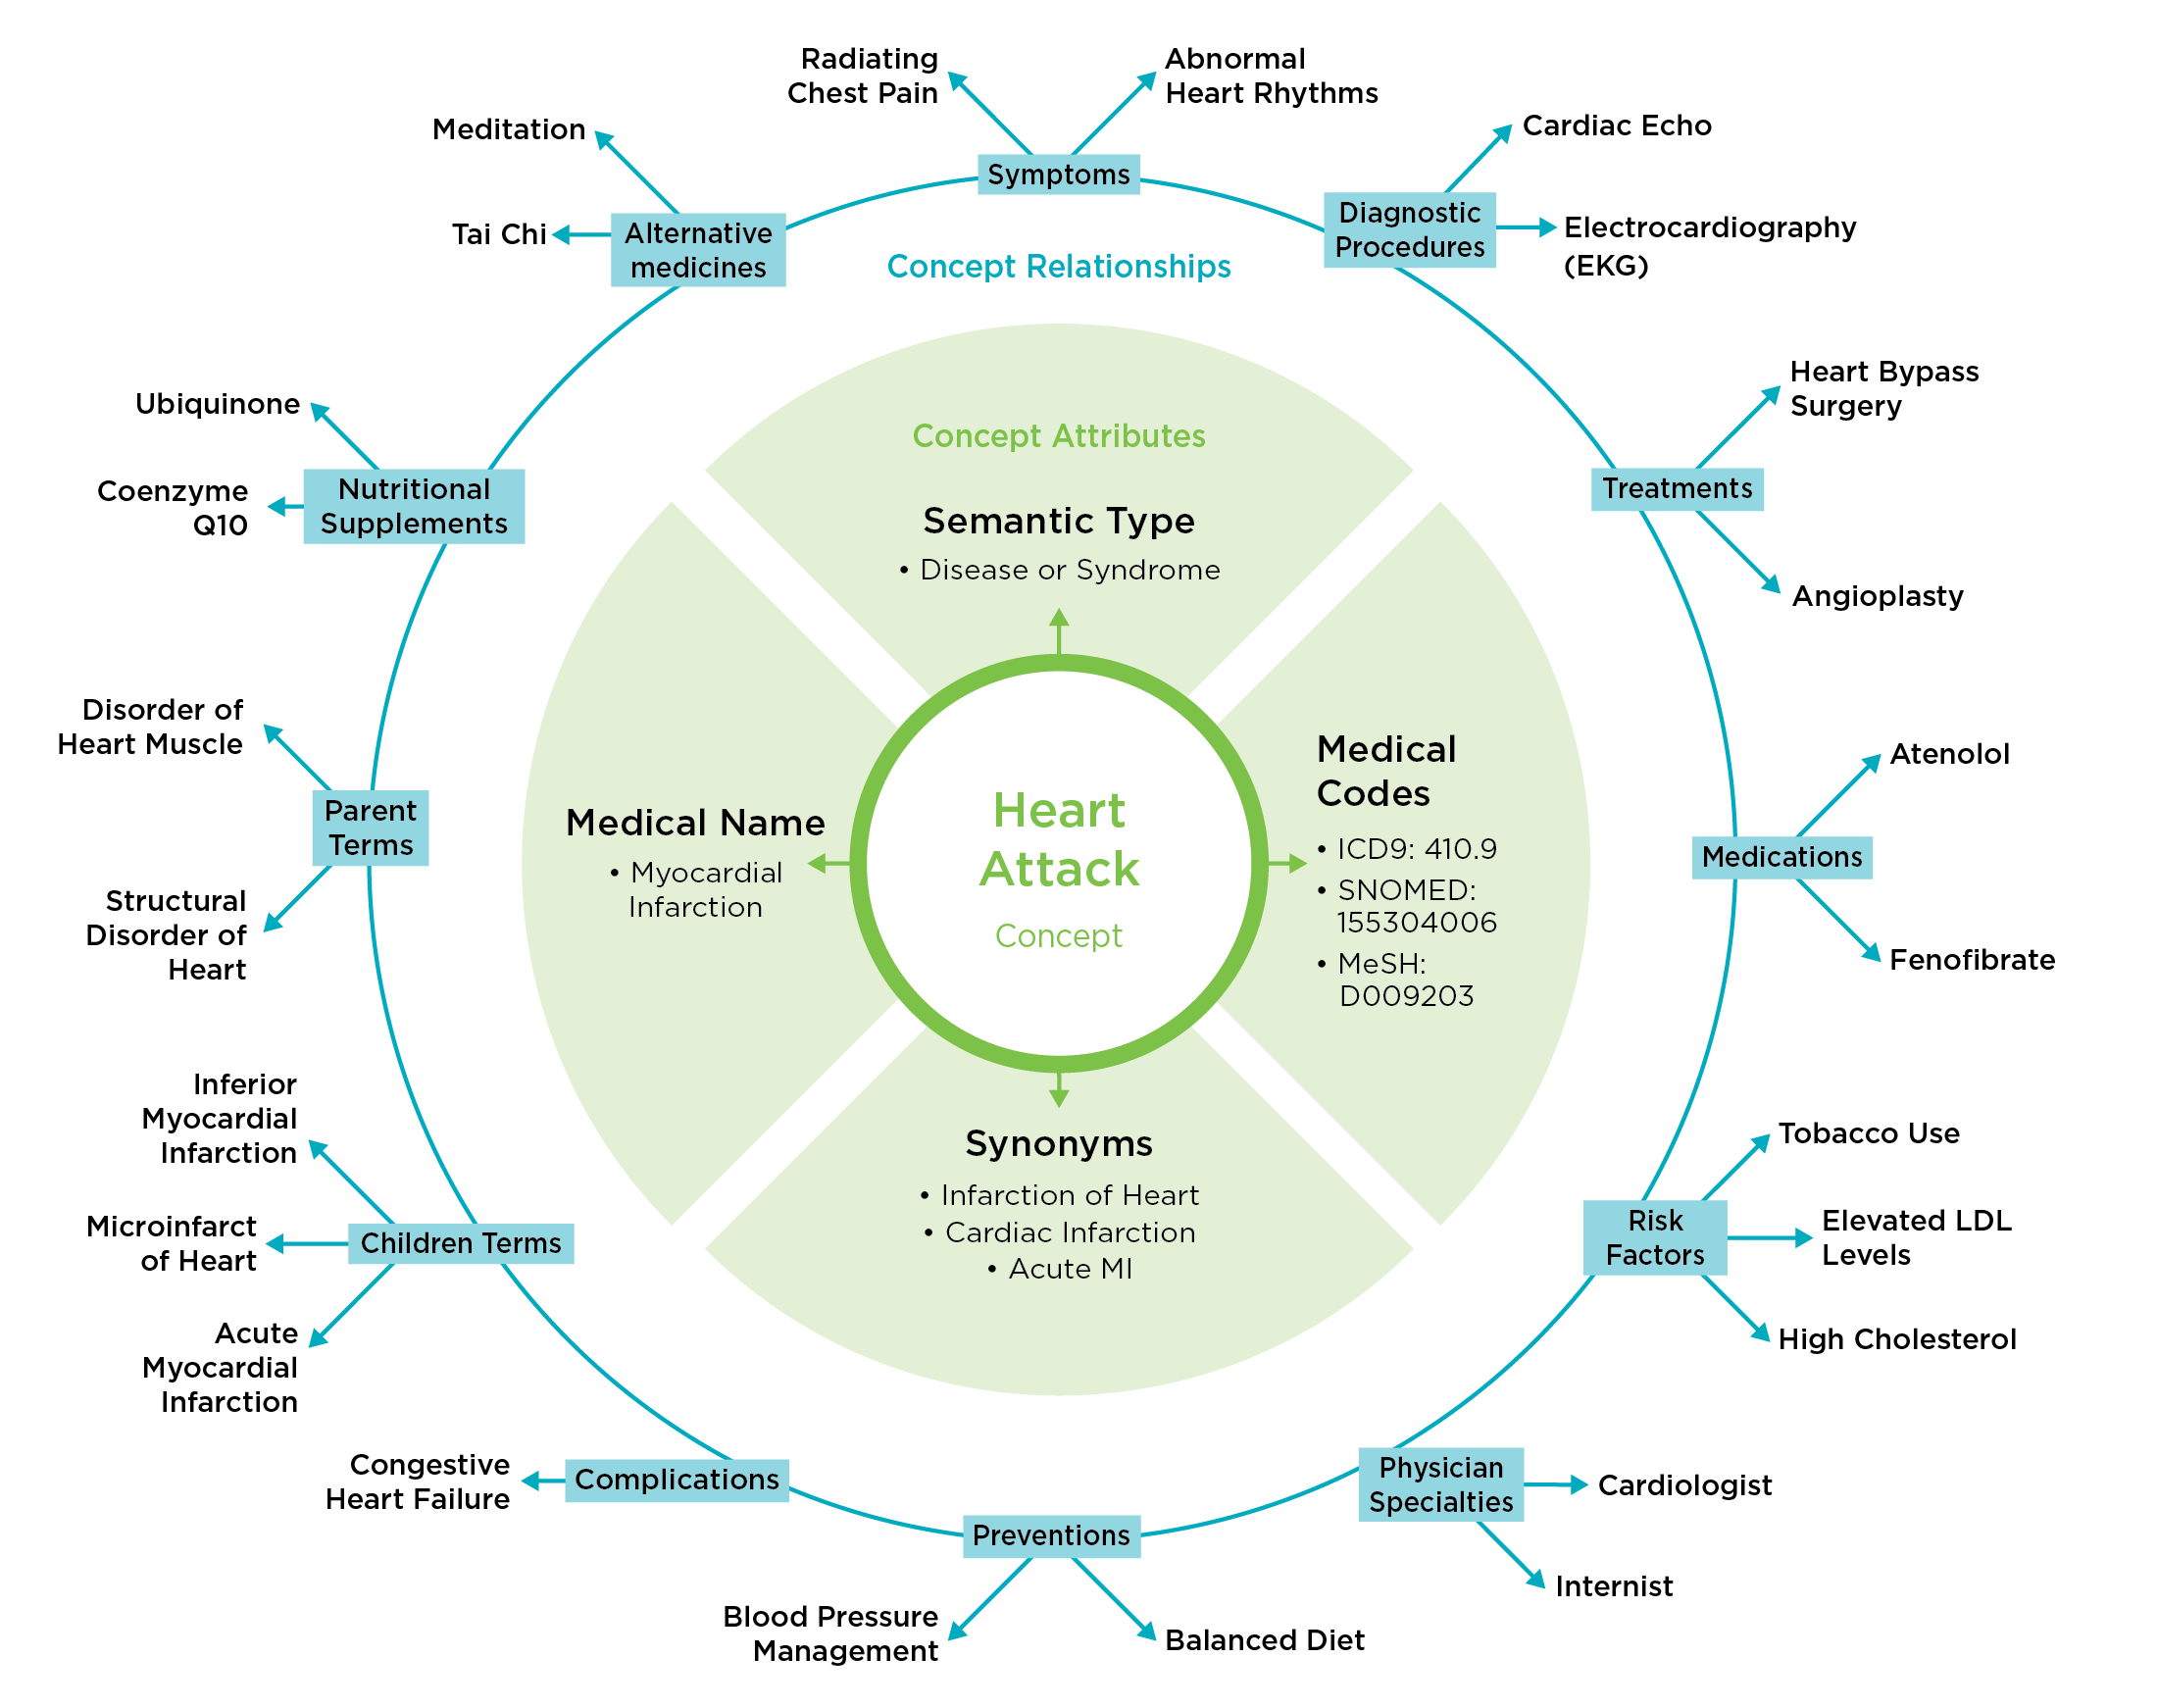 Radiating
Chest Pain
Abnormal
Heart Rhythms
Symptoms
Meditation
Tai Chi
Alternative
medicines
Cardiac Echo
Diagnostic
Procedures
Electrocardiography
(EKG)
Concept Relationships
Ubiquinone
Coenzyme
Q10
Nutritional
Supplements
Heart Bypass
Surgery
Treatments
Angioplasty
Concept Attributes
Semantic Type
• Disease or Syndrome
Disorder of
Heart Muscle
Parent
Terms
Structural
Disorder of
Heart
Medical Name
• Myocardial
Infarction
Heart
Attack
Concept
Medical
Codes
• ICD9: 410.9
• SNOMED:
155304006
• MeSH:
D009203
Atenolol
Medications
Fenofibrate
Synonyms
• Infarction of Heart
• Cardiac Infarction
• Acute MI
Inferior
Myocardial
Infarction
Microinfarct
of Heart
Children Terms
Acute
Myocardial
Infarction
Tobacco Use
Risk
Factors
Elevated LDL
Levels
High Cholesterol
Congestive
Heart Failure
Complications
Preventions
Blood Pressure
Management
Balanced Diet
Physician
Specialties
Cardiologist
Internist